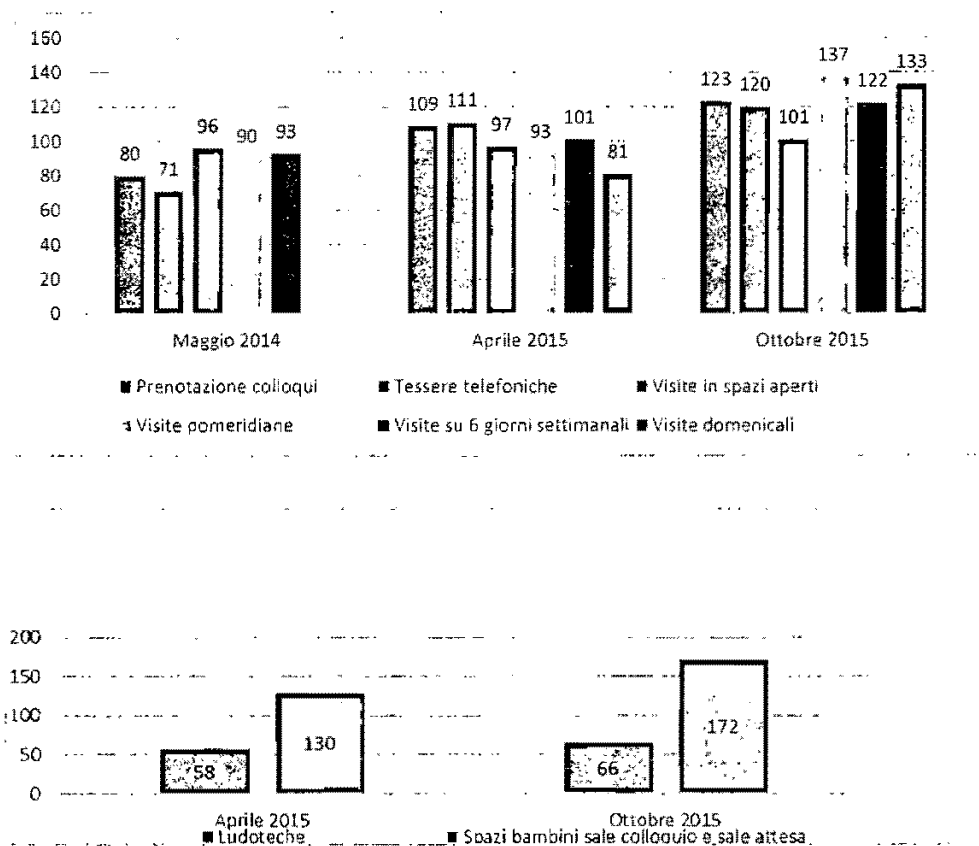 150
140
120
100
80
60
40
20
0
80 71 96 90 93 109 111 97 93 101 81 123 120 101 137 122 133
Maggio 2014 Aprile 2015 Ottobre 2015
Prenotazione colloqui Tessere telefoniche Visite in spazi aperti
Visite pomeridiane Visite su 6 giorni settimanali Visite domenicali
200
150
100
50
0
58 130 66 172
Aprile 2015 Ottobre 2015
Ludoteche Spazi bambini sale colloquio e sale attesa